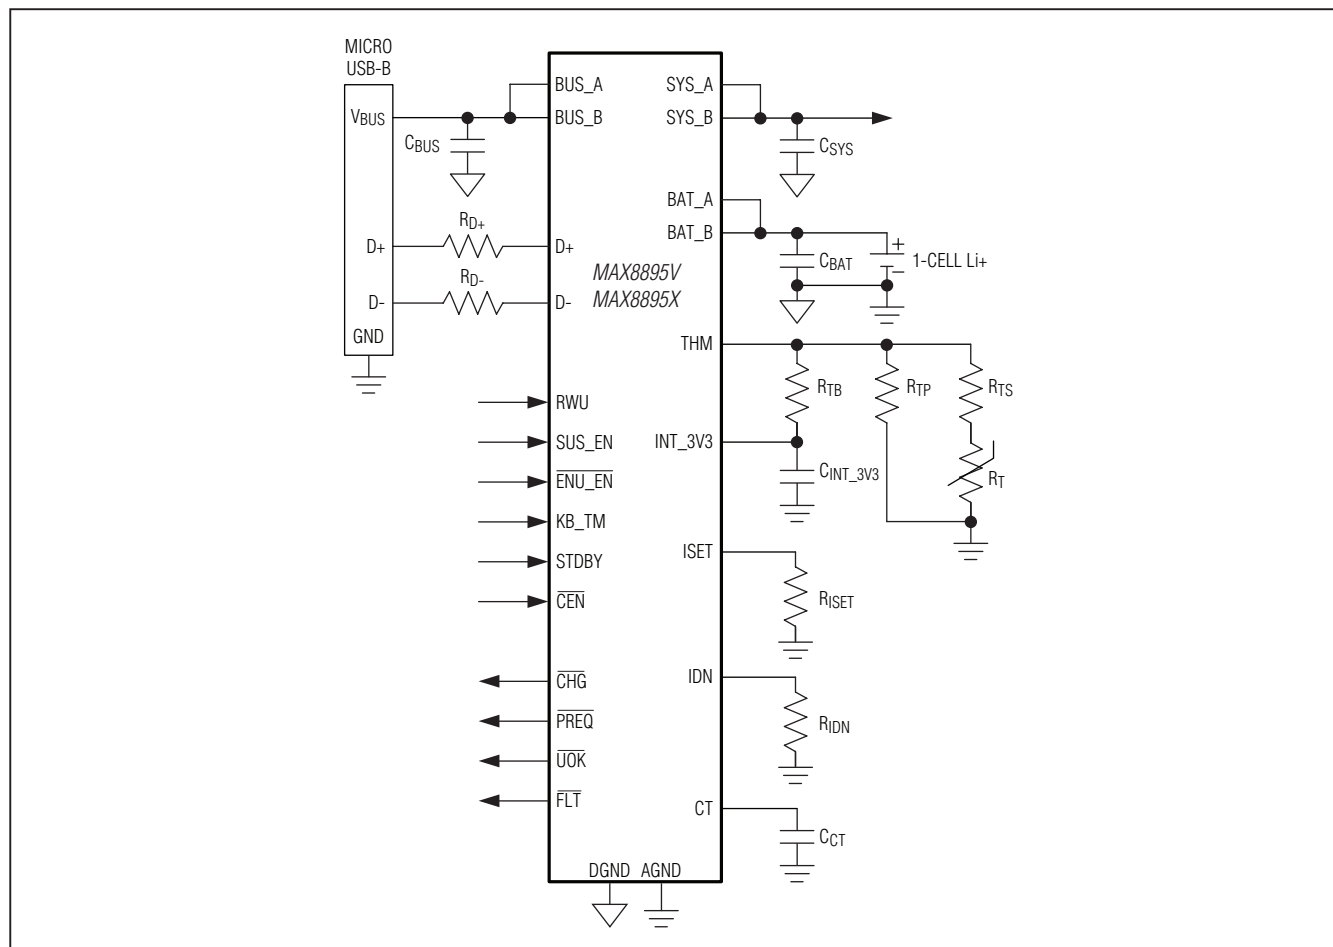 MICRO
USB-B
VBUS
D+
D-
GND
CBUS
RD+
RD-
BUS_A
BUS_B
D+
D-
MAX8895V
MAX8895X
RWU
SUS_EN
ENU_EN
KB_TM
STDBY
CEN
CHG
PREQ
UOK
FLT
DGND AGND
SYS_A
SYS_B
BAT_A
BAT_B
THM
INT_3V3
ISET
IDN
CT
CSYS
CBAT
+
−
1-CELL Li+
RTB
RTP
RTS
RT
CINT_3V3
RISET
RIDN
CCT